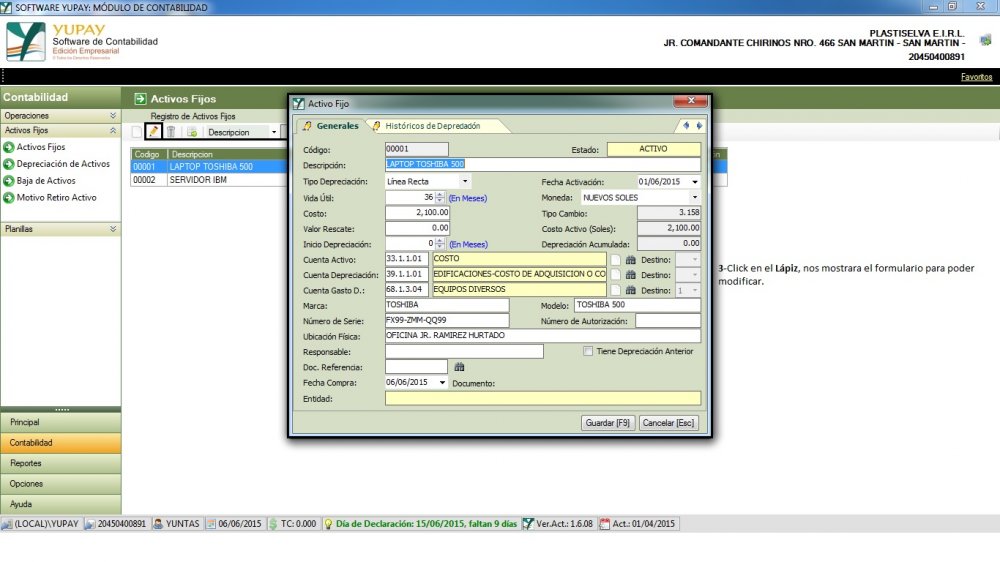 SOFTWARE YUPAY: MÓDULO DE CONTABILIDAD
YUPAY
Software de Contabilidad
Edición Empresarial
© Todos los Derechos Reservados
PLASTISELVA E.I.R.L.
JR. COMANDANTE CHIRINOS NRO. 466 SAN MARTIN - SAN MARTIN -
20450400891
Favoritos
Contabilidad
Operaciones
Activos Fijos
Activos Fijos
Depreciación de Activos
Baja de Activos
Motivo Retiro Activo
Planillas
Principal
Contabilidad
Reportes
Opciones
Ayuda
Activos Fijos
Registro de Activos Fijos
Descripcion
Codigo Descripcion
00001 LAPTOP TOSHIBA 500
00002 SERVIDOR IBM
Activo Fijo
Generales Históricos de Depredación
Código: 00001 Estado: ACTIVO
Descripción: LAPTOP TOSHIBA 500
Tipo Depreciación: Línea Recta Fecha Activación: 01/06/2015
Vida Útil: 36 (En Meses) Moneda: NUEVOS SOLES
Costo: 2,100.00 Tipo Cambio: 3.158
Valor Rescate: 0.00 Costo Activo (Soles): 2,100.00
Inicio Depreciación: 0 (En Meses) Depreciación Acumulada: 0.00
Cuenta Activo: 33.1.1.01 COSTO Destino:
Cuenta Depreciación: 39.1.1.01 EDIFICACIONES-COSTO DE ADQUISICION O CO Destino:
Cuenta Gasto D.: 68.1.3.04 EQUIPOS DIVERSOS Destino: 1
Marca: TOSHIBA Modelo: TOSHIBA 500
Número de Serie: FX99-ZMM-QQ99 Número de Autorización:
Ubicación Física: OFICINA JR. RAMIREZ HURTADO
Responsable: Tiene Depreciación Anterior
Doc. Referencia:
Fecha Compra: 06/06/2015 Documento:
Entidad:
Guardar [F9] Cancelar [Esc]
3-Click en el Lápiz, nos mostrara el formulario para poder
modificar.
(LOCAL)\YUPAY 20450400891 YUNTAS 06/06/2015 TC: 0.000 Día de Declaración: 15/06/2015, faltan 9 días Ver.Act.: 1.6.08 Act.: 01/04/2015